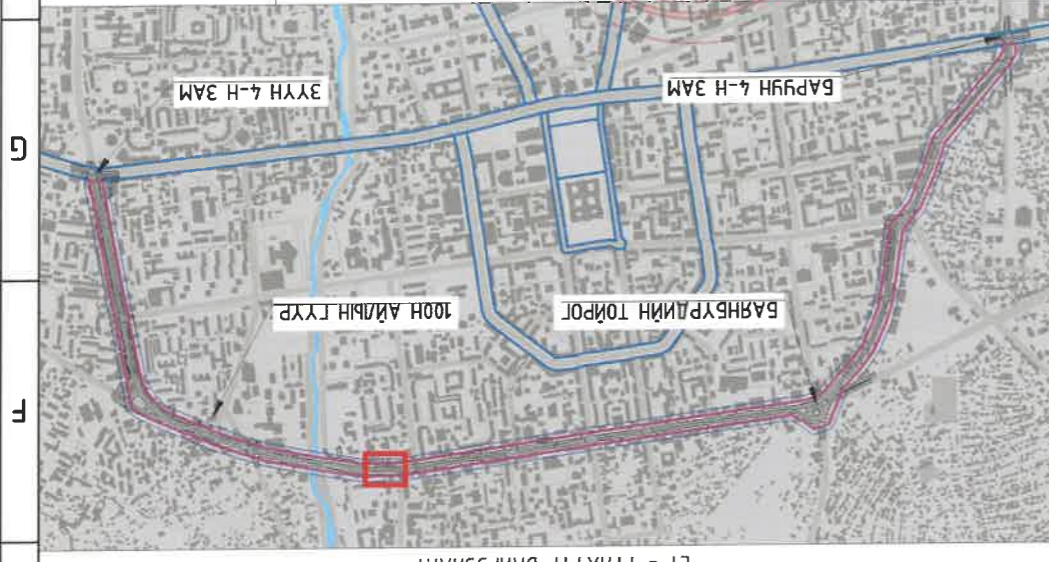 F
БАЯНБҮРДИЙН ТОЙРОГ
100Н АЙЛЫН ГҮҮР
G
БАРУУН 4-Н ЗАМ
ЗҮҮН 4-Н ЗАМ